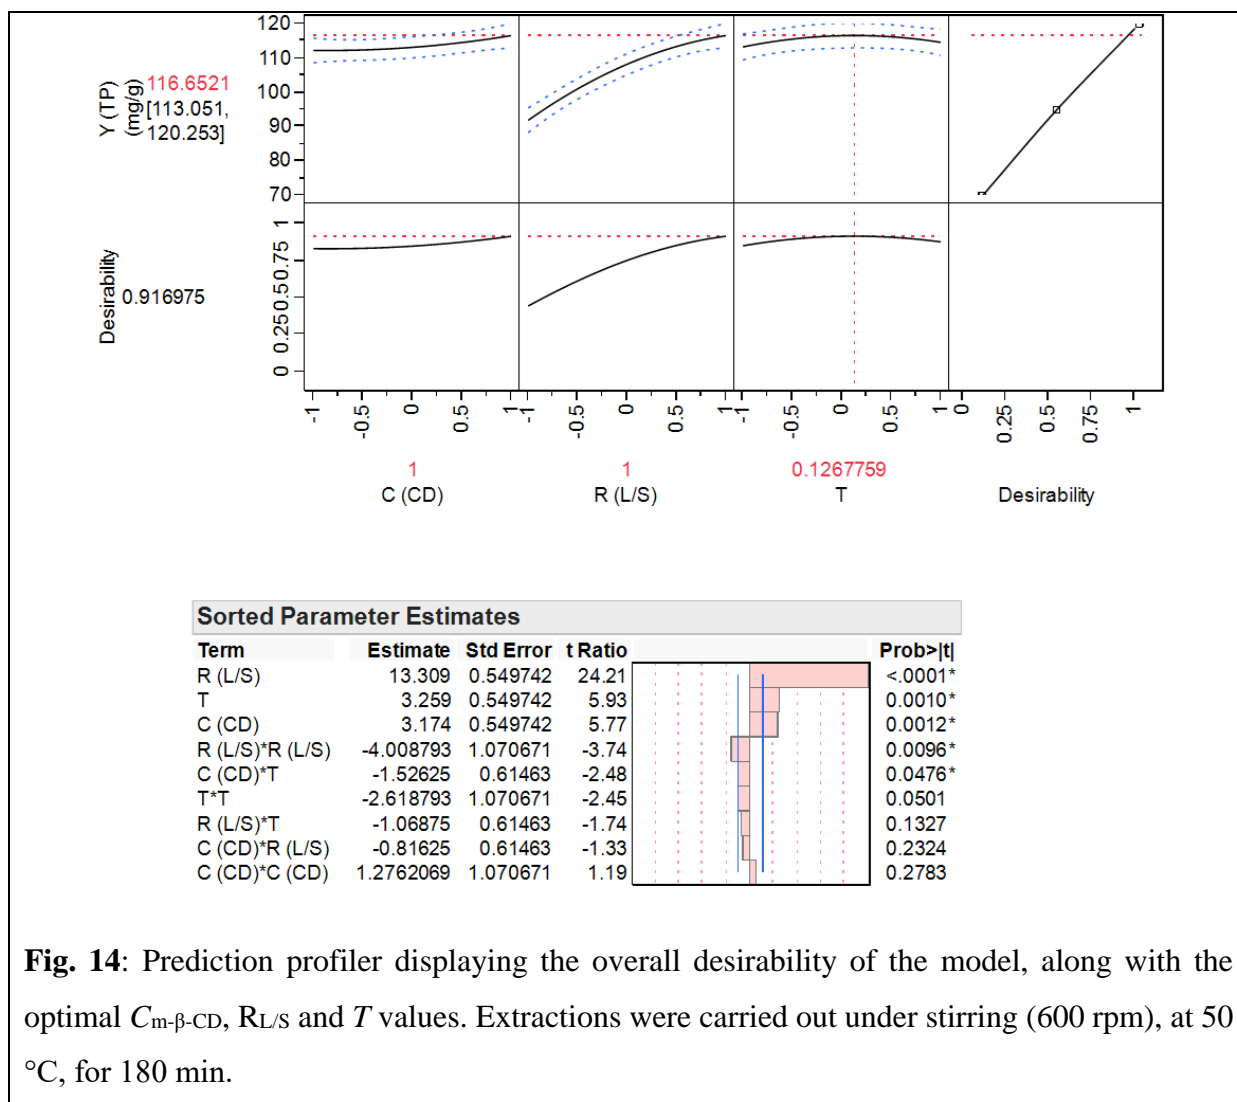 Y (TP)
(mg/g)
116.6521
[113.051,
120.253]
120
110
100
90
80
70
Desirability
0.916975
1
0.75
0.5
0.25
0
-1
-0.5
0
0.5
1
-1
-0.5
0
0.5
1
-1
-0.5
0
0.5
1
0
0.25
0.5
0.75
1
1
C (CD)
1
R (L/S)
0.1267759
T
Desirability
Sorted Parameter Estimates
Term Estimate Std Error t Ratio Prob>|t|
R (L/S) 13.309 0.549742 24.21 <.0001*
T 3.259 0.549742 5.93 0.0010*
C (CD) 3.174 0.549742 5.77 0.0012*
R (L/S)*R (L/S) -4.008793 1.070671 -3.74 0.0096*
C (CD)*T -1.52625 0.61463 -2.48 0.0476*
T*T -2.618793 1.070671 -2.45 0.0501
R (L/S)*T -1.06875 0.61463 -1.74 0.1327
C (CD)*R (L/S) -0.81625 0.61463 -1.33 0.2324
C (CD)*C (CD) 1.2762069 1.070671 1.19 0.2783
Fig. 14: Prediction profiler displaying the overall desirability of the model, along with the
optimal Cm-β-CD, RL/S and T values. Extractions were carried out under stirring (600 rpm), at 50
°C, for 180 min.